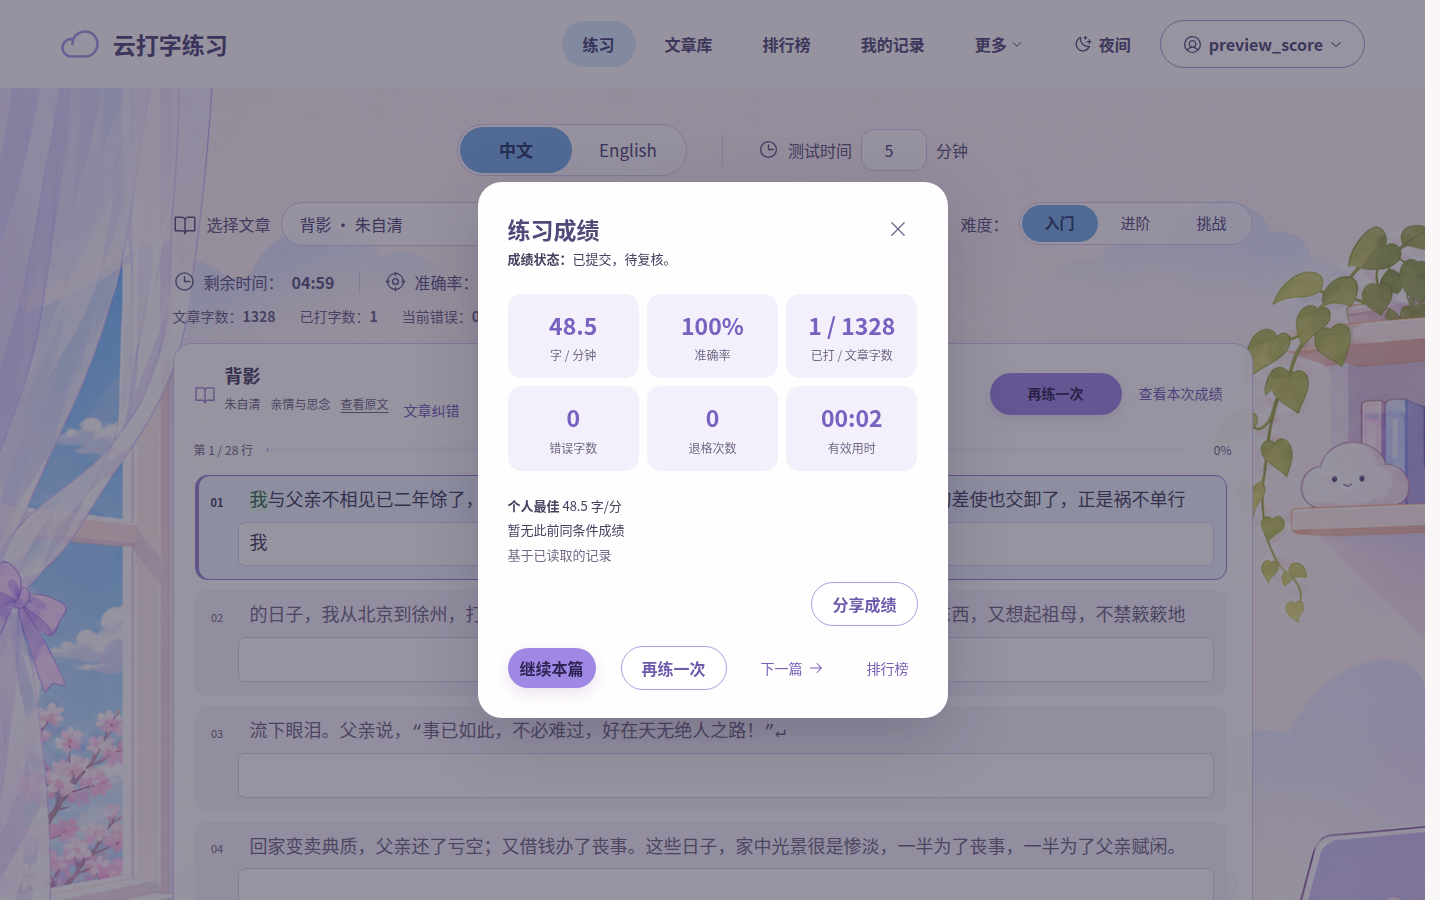 云打字练习
练习
文章库
排行榜
我的记录
更多
夜间
preview_score
中文
English
测试时间
5
分钟
选择文章
背影 · 朱自清
难度：
入门
进阶
挑战
剩余时间：
04:59
准确率：
文章字数：1328
已打字数：1
当前错误：0
背影
朱自清
亲情与思念
查看原文
文章纠错
再练一次
查看本次成绩
第 1 / 28 行
0%
01
我与父亲不相见已二年馀了，
差使也交卸了，正是祸不单行
我
02
的日子，我从北京到徐州，打
西，又想起祖母，不禁簌簌地
03
流下眼泪。父亲说，“事已如此，不必难过，好在天无绝人之路！”↵
04
回家变卖典质，父亲还了亏空；又借钱办了丧事。这些日子，家中光景很是惨淡，一半为了丧事，一半为了父亲赋闲。
练习成绩
成绩状态：已提交，待复核。
48.5
字 / 分钟
100%
准确率
1 / 1328
已打 / 文章字数
0
错误字数
0
退格次数
00:02
有效用时
个人最佳 48.5 字/分
暂无此前同条件成绩
基于已读取的记录
分享成绩
继续本篇
再练一次
下一篇 →
排行榜